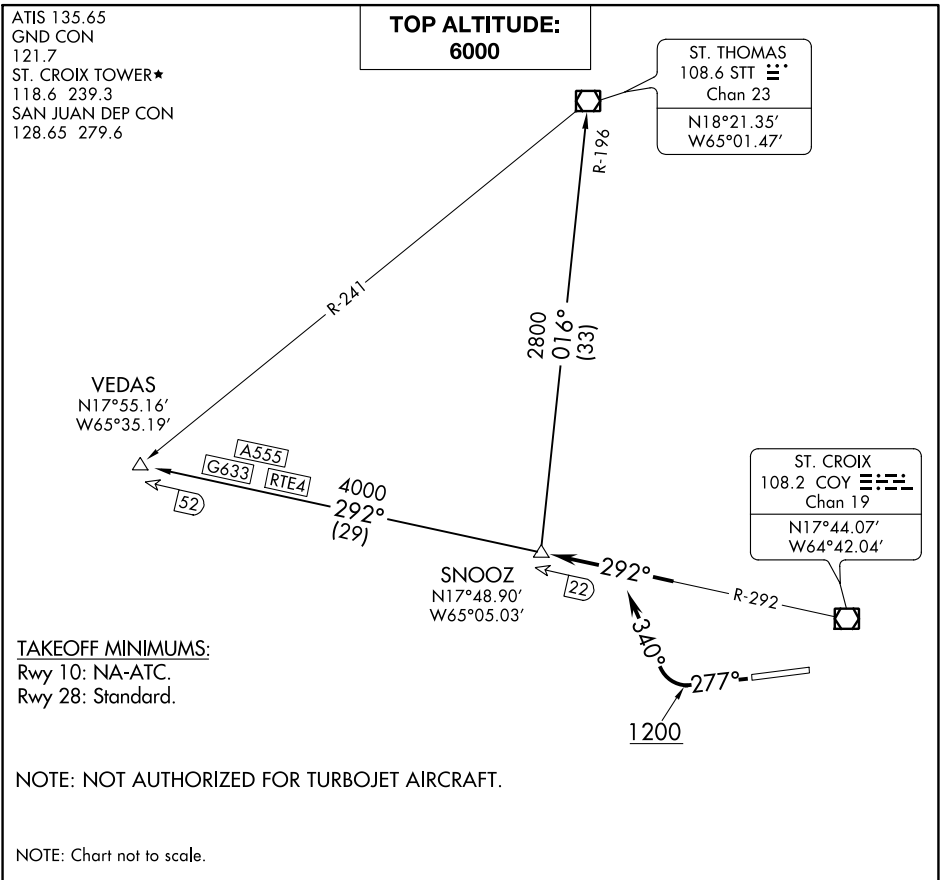 ATIS 135.65
GND CON
121.7
ST. CROIX TOWER★
118.6 239.3
SAN JUAN DEP CON
128.65 279.6
TOP ALTITUDE:
6000
ST. THOMAS
108.6 STT
Chan 23
N18°21.35'
W65°01.47'
R-196
R-241
2800
016°
(33)
VEDAS
N17°55.16'
W65°35.19'
A555
G633
RTE4
52
4000
292°
(29)
ST. CROIX
108.2 COY
Chan 19
N17°44.07'
W64°42.04'
SNOOZ
N17°48.90'
W65°05.03'
22
292°
R-292
340°
277°
1200
TAKEOFF MINIMUMS:
Rwy 10: NA-ATC.
Rwy 28: Standard.
NOTE: NOT AUTHORIZED FOR TURBOJET AIRCRAFT.
NOTE: Chart not to scale.